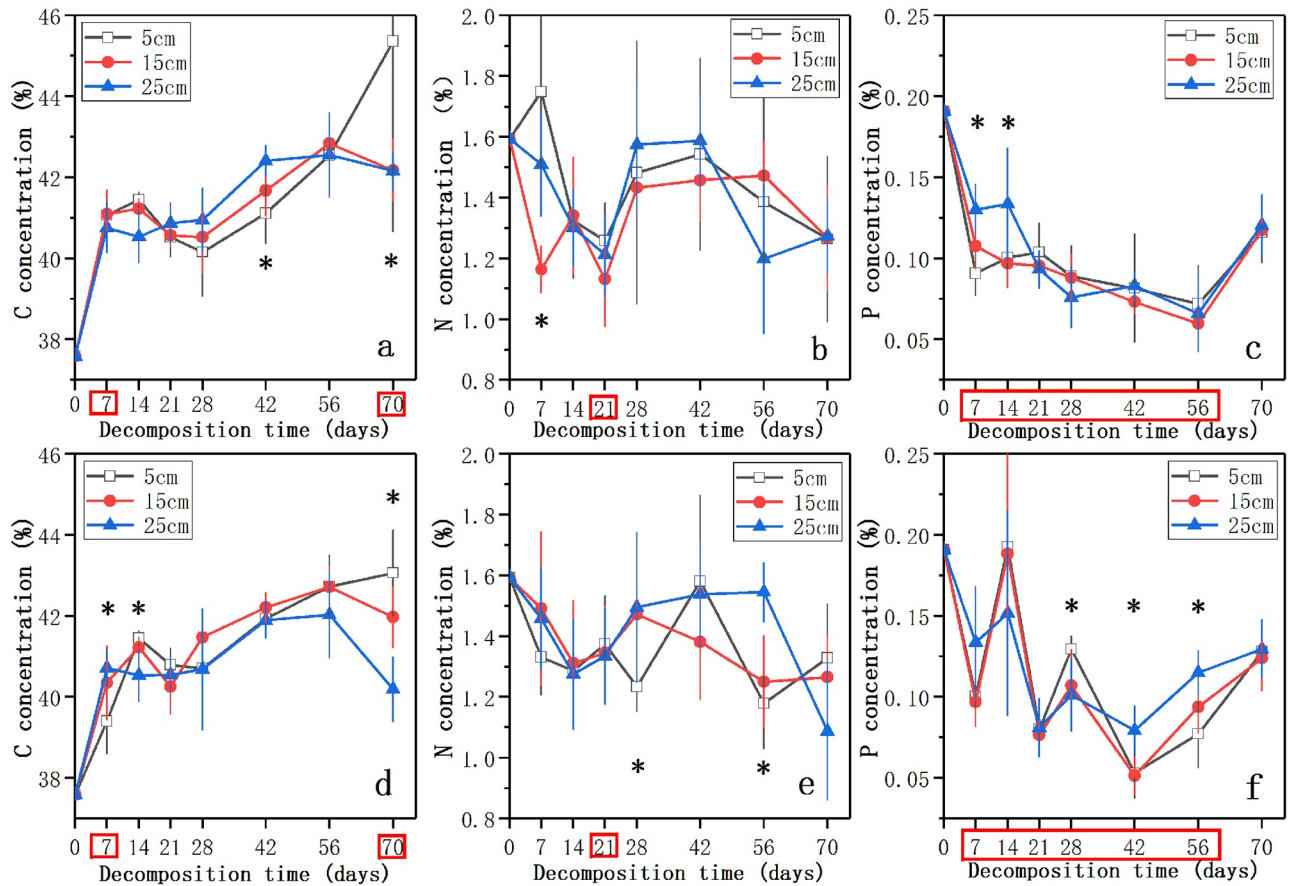 46
44
42
40
38
C concentration (%)
5cm
15cm
25cm
*
*
a
0 7 14 21 28 42 56 70
Decomposition time (days)
2.0
1.8
1.6
1.4
1.2
1.0
0.8
N concentration (%)
5cm
15cm
25cm
*
b
0 7 14 21 28 42 56 70
Decomposition time (days)
0.25
0.20
0.15
0.10
0.05
P concentration (%)
5cm
15cm
25cm
* *
c
0 7 14 21 28 42 56 70
Decomposition time (days)
46
44
42
40
38
C concentration (%)
5cm
15cm
25cm
*
* *
d
0 7 14 21 28 42 56 70
Decomposition time (days)
2.0
1.8
1.6
1.4
1.2
1.0
0.8
N concentration (%)
5cm
15cm
25cm
* *
e
0 7 14 21 28 42 56 70
Decomposition time (days)
0.25
0.20
0.15
0.10
0.05
P concentration (%)
5cm
15cm
25cm
* * *
f
0 7 14 21 28 42 56 70
Decomposition time (days)